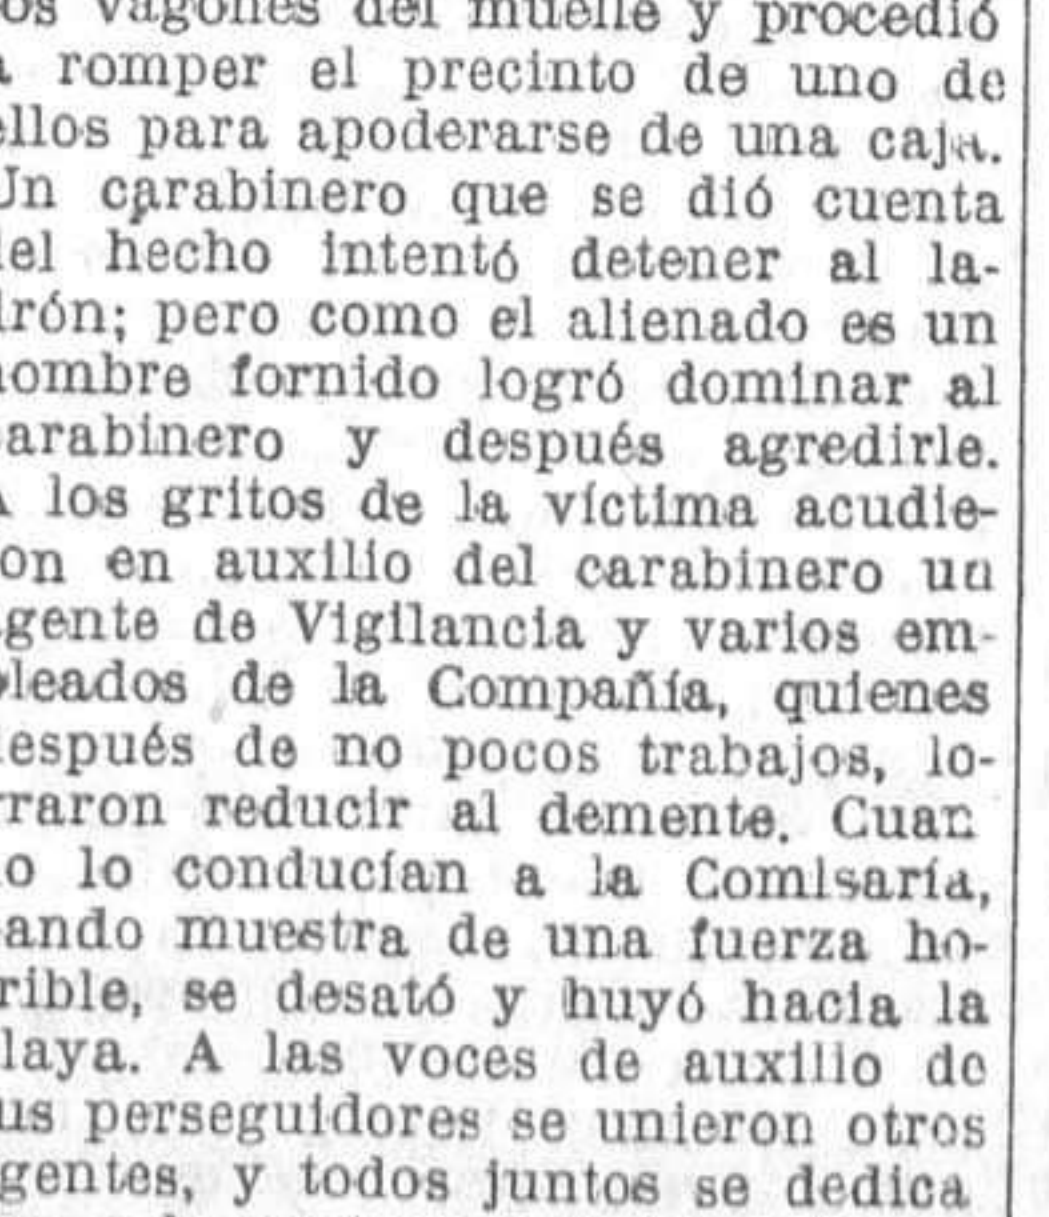 os vagones del muelle y procedió
a romper el precinto de uno de
ellos para apoderarse de una caja.
Un carabinero que se dió cuenta
del hecho intentó detener al la-
drón; pero como el alienado es un
hombre fornido logró dominar al
carabinero y después agredirle.
A los gritos de la víctima acudie-
ron en auxilio del carabinero un
agente de Vigilancia y varios em-
pleados de la Compañía, quienes
después de no pocos trabajos, lo-
graron reducir al demente. Cuan
do lo conducían a la Comisaría,
dando muestra de una fuerza ho-
rrible, se desató y huyó hacia la
playa. A las voces de auxilio de
sus perseguidores se unieron otros
agentes, y todos juntos se dedica